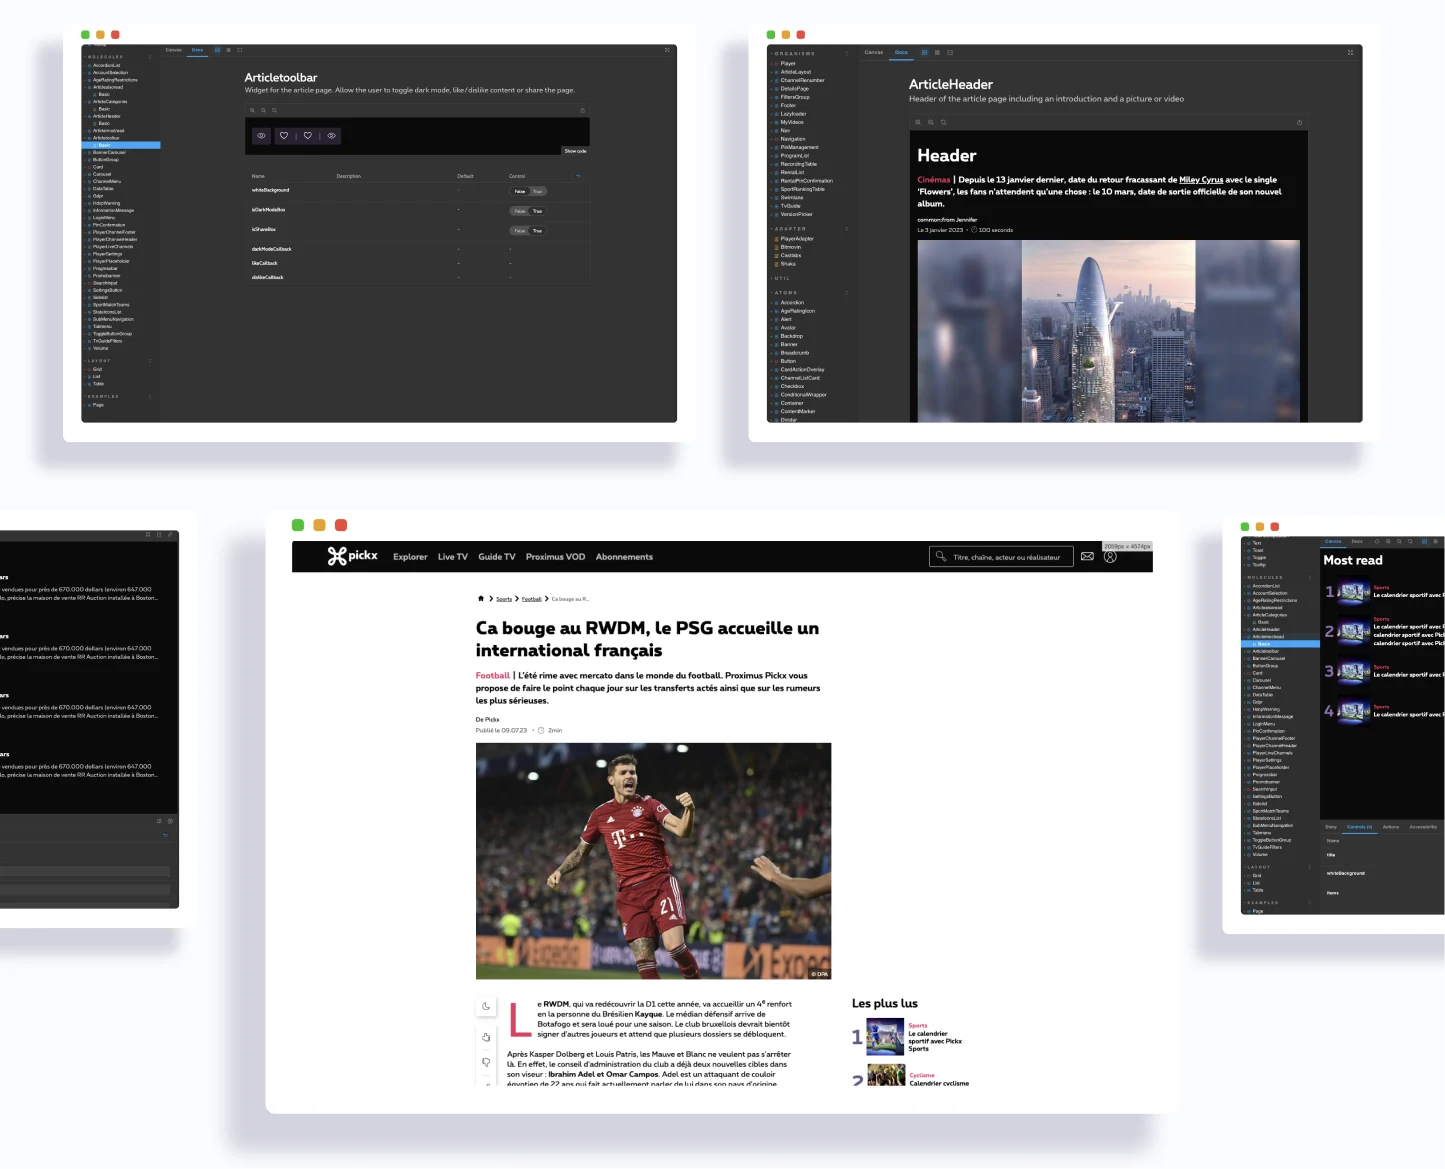 MOLECULES
AccordionList
AccountSelection
AgeRatingRestrictions
Articlealsoread
Basic
ArticleCategories
Basic
ArticleHeader
Basic
Articlemostread
Articletoolbar
Basic
BannerCarousel
ButtonGroup
Card
Carousel
ChannelMenu
DataTable
Gdpr
HdcpWarning
InformationMessage
LoginMenu
PinConfirmation
PlayerChannelFooter
PlayerChannelHeader
PlayerLiveChannels
PlayerSettings
PlayerPlaceholder
Progressbar
Promobanner
SearchInput
SettingsButton
Sidelist
SportMatchTeams
StateIconsList
SubMenuNavigation
Tabmenu
ToggleButtonGroup
TvGuideFilters
Volume
LAYOUT
Grid
List
Table
EXAMPLES
Page
Canvas
Docs
Articletoolbar
Widget for the article page. Allow the user to toggle dark mode, like/dislike content or share the page.
Show code
Name Description Default Control
whiteBackground - False True
isDarkModeBox - False True
isShareBox - False True
darkModeCallback - -
likeCallback - -
dislikeCallback - -
ORGANISMS
Player
ArticleLayout
ChannelRenumber
DetailsPage
FiltersGroup
Footer
Lazyloader
MyVideos
Nav
Navigation
PinManagement
ProgramList
RecordingTable
RentalList
RentalPinConfirmation
SportRankingTable
Swimlane
TvGuide
VersionPicker
ADAPTER
PlayerAdapter
Bitmovin
Castlabs
Shaka
UTIL
ATOMS
Accordion
AgeRatingIcon
Alert
Avatar
Backdrop
Banner
Breadcrumb
Button
CardActionOverlay
ChannelListCard
Checkbox
ConditionalWrapper
Container
ContentMarker
Divider
Canvas
Docs
ArticleHeader
Header of the article page including an introduction and a picture or video
Header
Cinémas | Depuis le 13 janvier dernier, date du retour fracassant de Miley Cyrus avec le single
'Flowers', les fans n'attendent qu'une chose : le 10 mars, date de sortie officielle de son nouvel
album.
common:from Jennifer
Le 3 janvier 2023 • 100 seconds
ars
vendues pour près de 670.000 dollars (environ 647.000
lo, précise la maison de vente RR Auction installée à Boston...
ars
vendues pour près de 670.000 dollars (environ 647.000
lo, précise la maison de vente RR Auction installée à Boston...
ars
vendues pour près de 670.000 dollars (environ 647.000
lo, précise la maison de vente RR Auction installée à Boston...
ars
vendues pour près de 670.000 dollars (environ 647.000
lo, précise la maison de vente RR Auction installée à Boston...
pickx Explorer Live TV Guide TV Proximus VOD Abonnements
Titre, chaîne, acteur ou réalisateur
2059px × 4574px
Sports Football Ca bouge au R...
Ca bouge au RWDM, le PSG accueille un
international français
Football | L'été rime avec mercato dans le monde du football. Proximus Pickx vous
propose de faire le point chaque jour sur les transferts actés ainsi que sur les rumeurs
les plus sérieuses.
De Pickx
Publié le 09.07.23 • 2min
T
21
Exped
© DPA
Le RWDM, qui va redécouvrir la D1 cette année, va accueillir un 4e renfort
en la personne du Brésilien Kayque. Le médian défensif arrive de
Botafogo et sera loué pour une saison. Le club bruxellois devrait bientôt
signer d'autres joueurs et attend que plusieurs dossiers se débloquent.
Après Kasper Dolberg et Louis Patris, les Mauve et Blanc ne veulent pas s'arrêter
là. En effet, le conseil d'administration du club a déjà deux nouvelles cibles dans
son viseur : Ibrahim Adel et Omar Campos. Adel est un attaquant de couloir
égyptien de 22 ans qui fait actuellement parler de lui dans son pays d'origine.
Les plus lus
1
Sports
Le calendrier
sportif avec Pickx
Sports
2
Cyclisme
Calendrier cyclisme
Text
Toast
Toggle
Tooltip
MOLECULES
AccordionList
AccountSelection
AgeRatingRestrictions
Articlealsoread
ArticleCategories
Basic
ArticleHeader
Articlemostread
Basic
Articletoolbar
BannerCarousel
ButtonGroup
Card
Carousel
ChannelMenu
DataTable
Gdpr
HdcpWarning
InformationMessage
LoginMenu
PinConfirmation
PlayerChannelFooter
PlayerChannelHeader
PlayerLiveChannels
PlayerSettings
PlayerPlaceholder
Progressbar
Promobanner
SearchInput
SettingsButton
Sidelist
SportMatchTeams
StateIconsList
SubMenuNavigation
Tabmenu
ToggleButtonGroup
TvGuideFilters
Volume
LAYOUT
Grid
List
Table
EXAMPLES
Page
Canvas
Docs
Most read
1
Sports
Le calendrier sportif avec P
2
Sports
Le calendrier sportif avec P
calendrier sportif avec Pic
sportif avec Pickx
3
Sports
Le calendrier sportif avec P
4
Sports
Le calendrier sportif avec P
Story Controls (4) Actions Accessibility
Name
title
whiteBackground
items